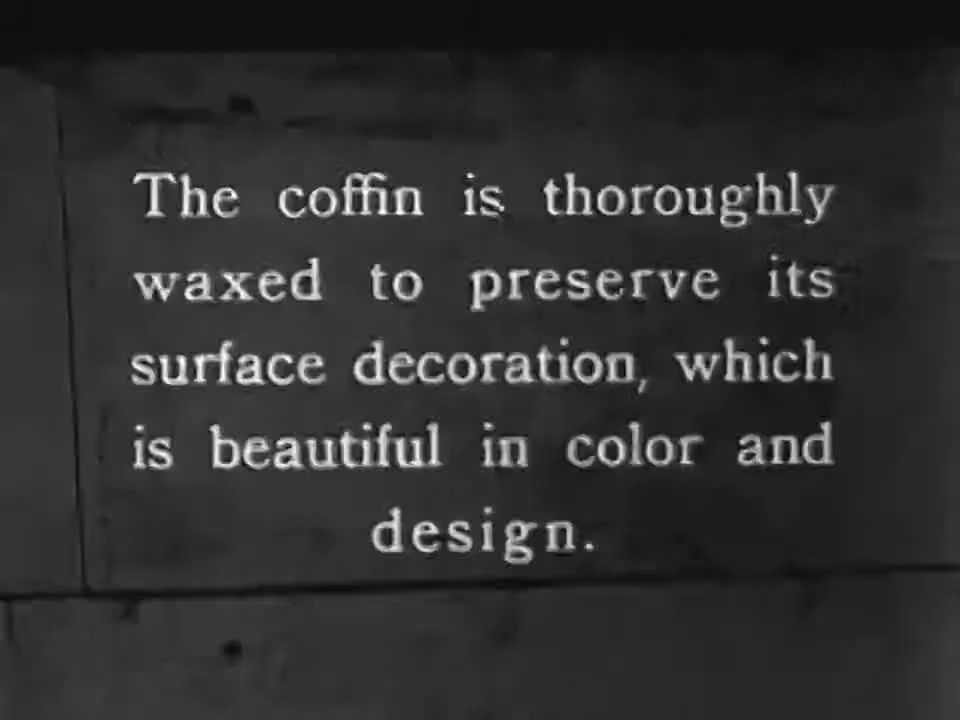 The coffin is thoroughly
waxed to preserve its
surface decoration, which
is beautiful in color and
design.